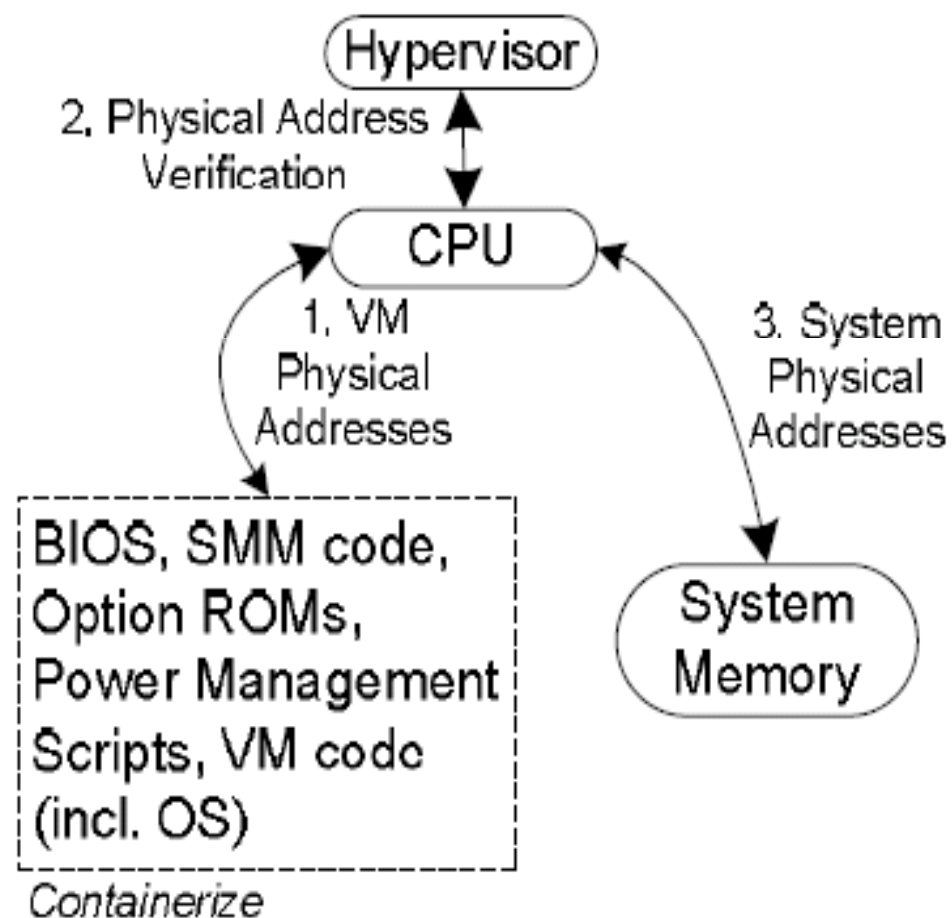 Hypervisor
2. Physical Address
Verification
CPU
1. VM
Physical
Addresses
3. System
Physical
Addresses
BIOS, SMM code,
Option ROMs,
Power Management
Scripts, VM code
(incl. OS)
System
Memory
Containerize